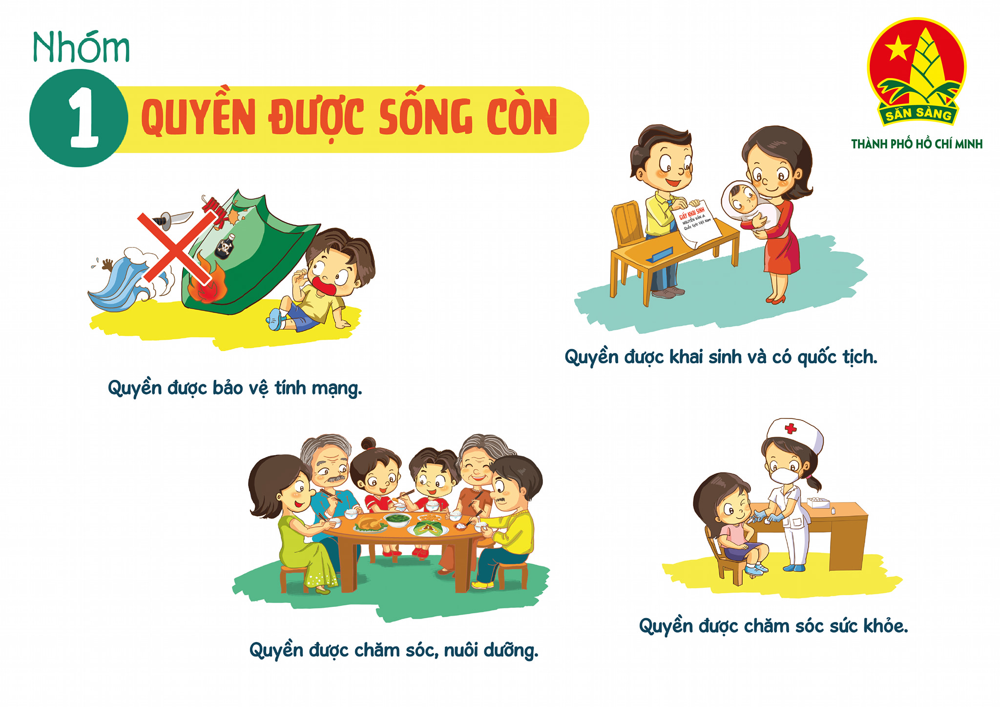 Nhóm
1
QUYỀN ĐƯỢC SỐNG CÒN
SẴN SÀNG
THÀNH PHỐ HỒ CHÍ MINH
GIẤY KHAI SINH
NGUYỄN VĂN A
Quốc tịch: Việt Nam
Quyền được khai sinh và có quốc tịch.
Quyền được bảo vệ tính mạng.
Quyền được chăm sóc sức khỏe.
Quyền được chăm sóc, nuôi dưỡng.